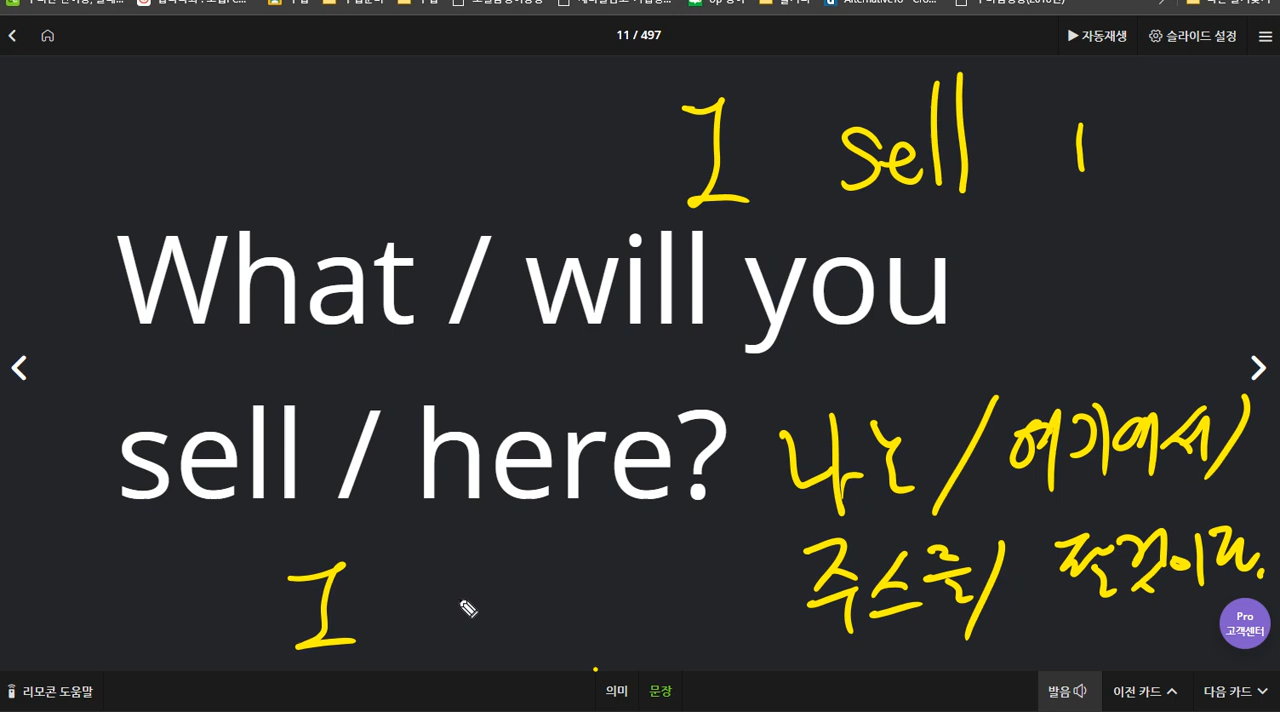 11 / 497
자동재생
슬라이드 설정
I sell
What / will you
sell / here?
나는 / 여기에서 /
주스를 / 팔것이다.
I
Pro
고객센터
리모콘 도움말
의미
문장
발음
이전 카드
다음 카드